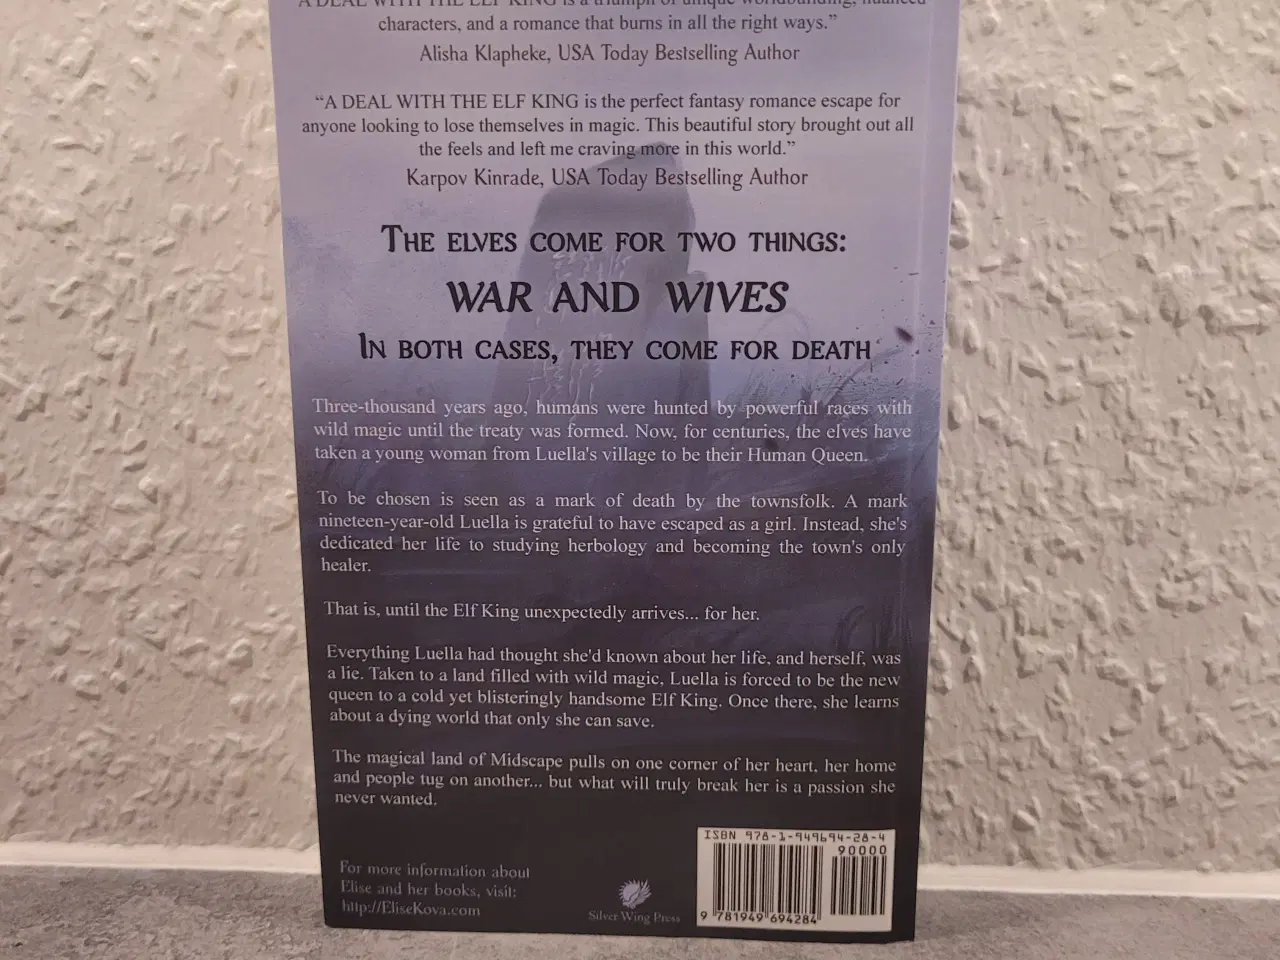 A DEAL WITH THE ELF KING is a triumph of unique worldbuilding, nuanced
characters, and a romance that burns in all the right ways.”
Alisha Klapheke, USA Today Bestselling Author
“A DEAL WITH THE ELF KING is the perfect fantasy romance escape for
anyone looking to lose themselves in magic. This beautiful story brought out all
the feels and left me craving more in this world.”
Karpov Kinrade, USA Today Bestselling Author
THE ELVES COME FOR TWO THINGS:
WAR AND WIVES
IN BOTH CASES, THEY COME FOR DEATH
Three-thousand years ago, humans were hunted by powerful races with
wild magic until the treaty was formed. Now, for centuries, the elves have
taken a young woman from Luella's village to be their Human Queen.
To be chosen is seen as a mark of death by the townsfolk. A mark
nineteen-year-old Luella is grateful to have escaped as a girl. Instead, she's
dedicated her life to studying herbology and becoming the town's only
healer.
That is, until the Elf King unexpectedly arrives... for her.
Everything Luella had thought she'd known about her life, and herself, was
a lie. Taken to a land filled with wild magic, Luella is forced to be the new
queen to a cold yet blisteringly handsome Elf King. Once there, she learns
about a dying world that only she can save.
The magical land of Midscape pulls on one corner of her heart, her home
and people tug on another... but what will truly break her is a passion she
never wanted.
For more information about
Elise and her books, visit:
http://EliseKova.com
Silver Wing Press
ISBN 978-1-949694-28-4
90000
9 781949 694284